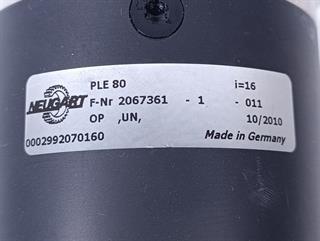 NEUGART
PLE 80 i=16
F-Nr 2067361 - 1 - 011
OP ,UN, 10/2010
0002992070160 Made in Germany